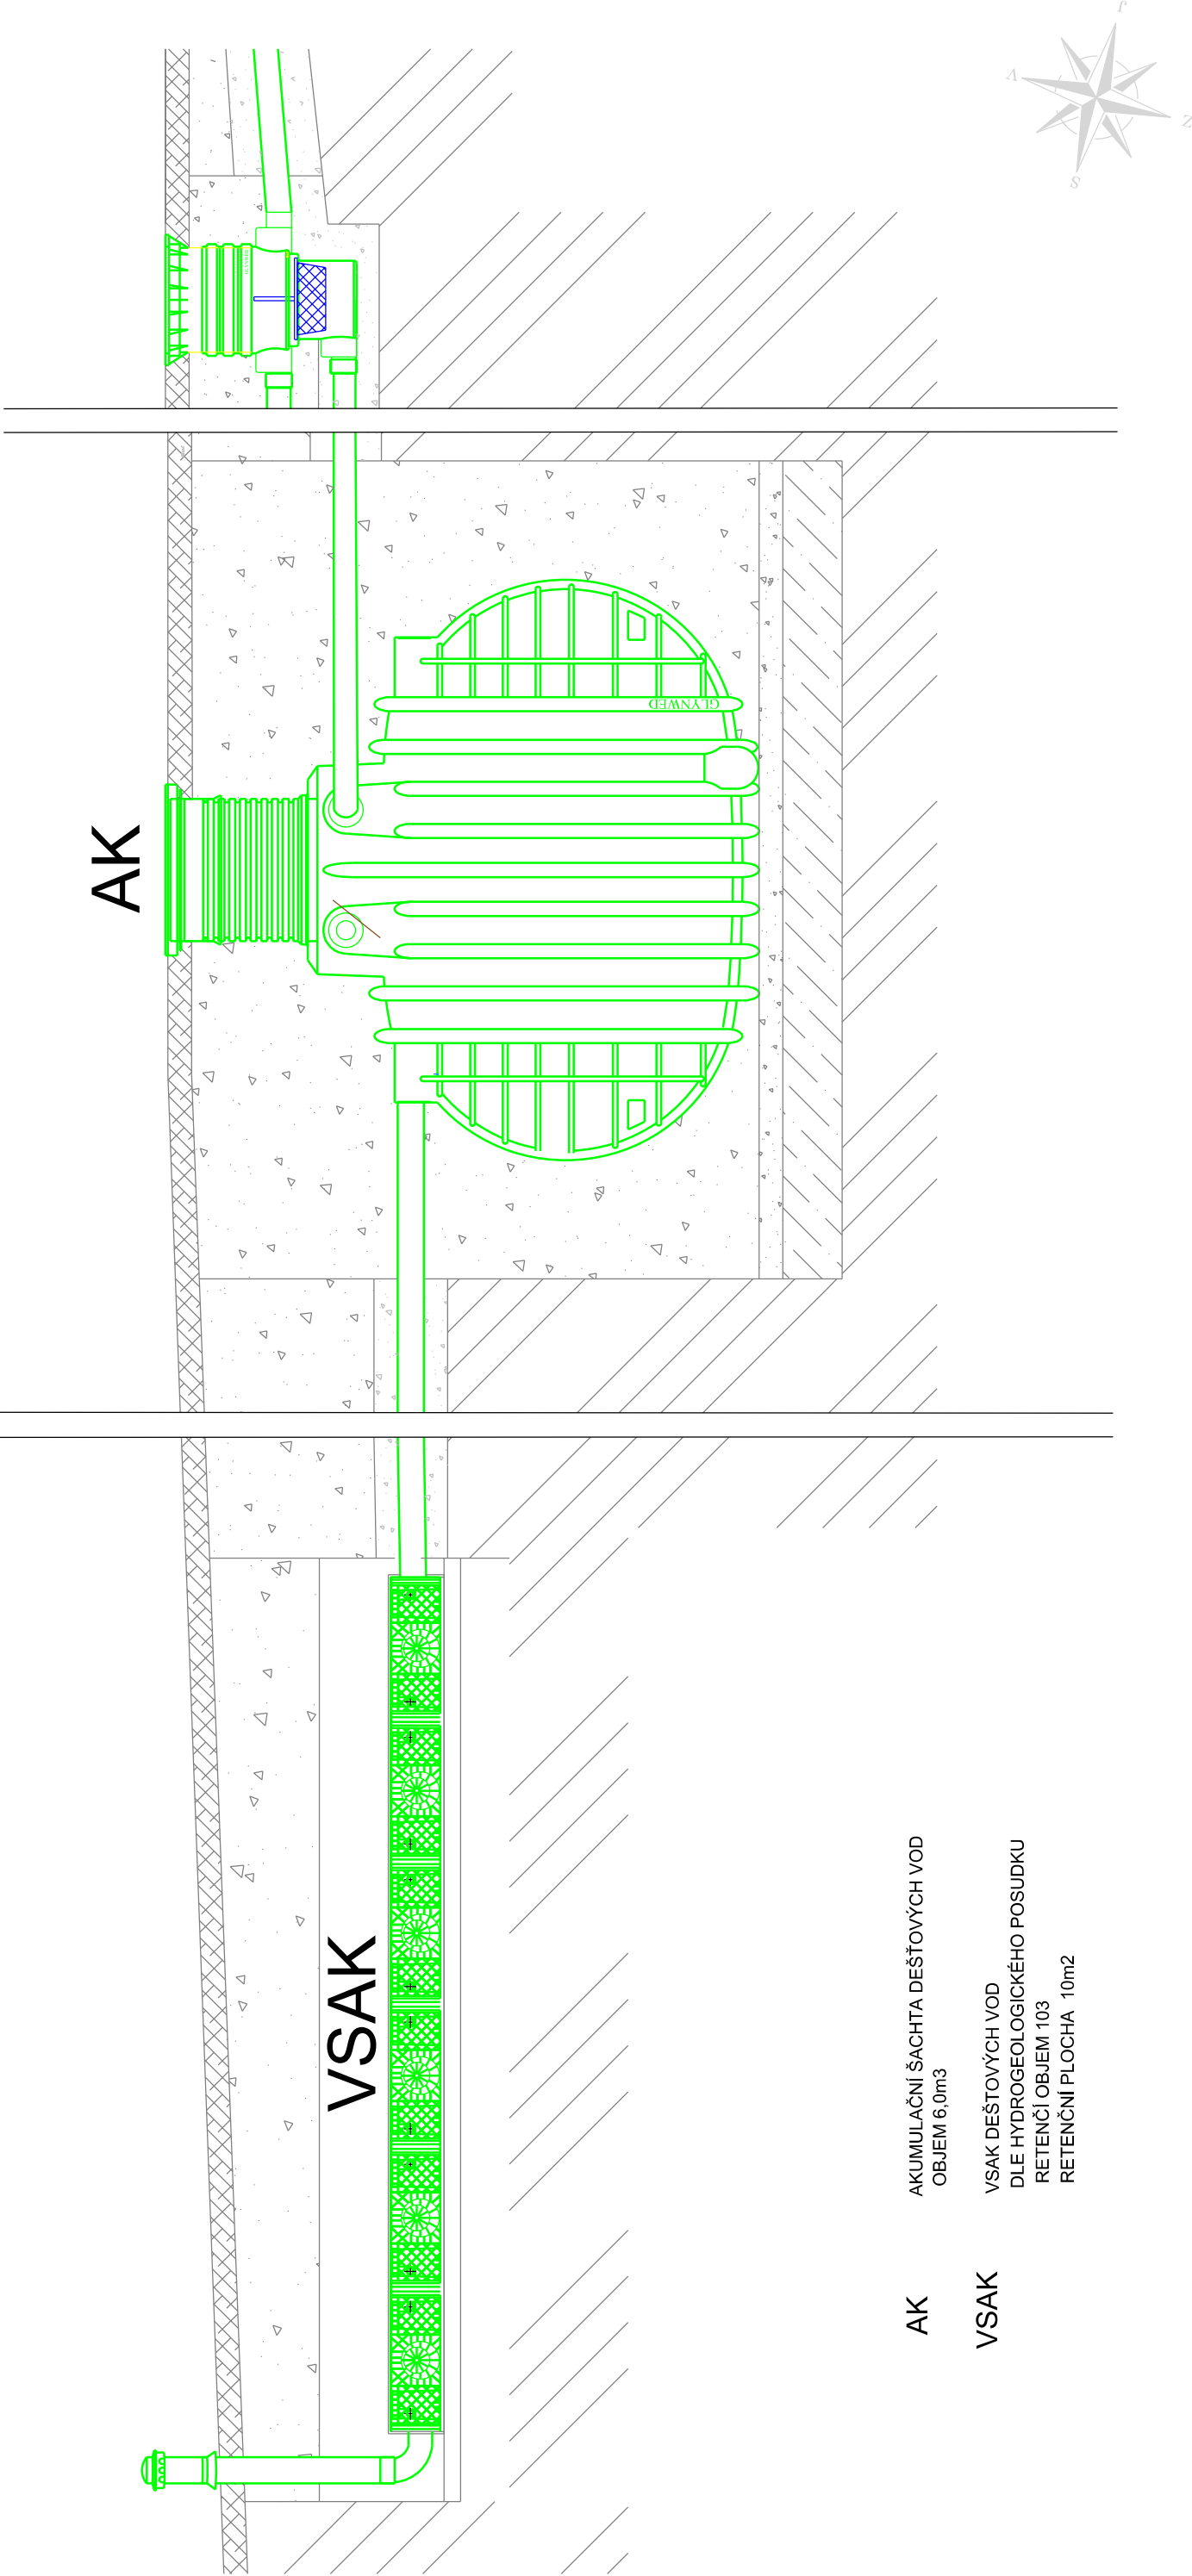 AK
GLYNWED
VSAK
AK
AKUMULAČNÍ ŠACHTA DEŠŤOVÝCH VOD
OBJEM 6,0m3
VSAK
VSAK DEŠTOVÝCH VOD
DLE HYDROGEOLOGICKÉHO POSUDKU
RETENČÍ OBJEM 103
RETENČNÍ PLOCHA 10m2
J
V
Z
S